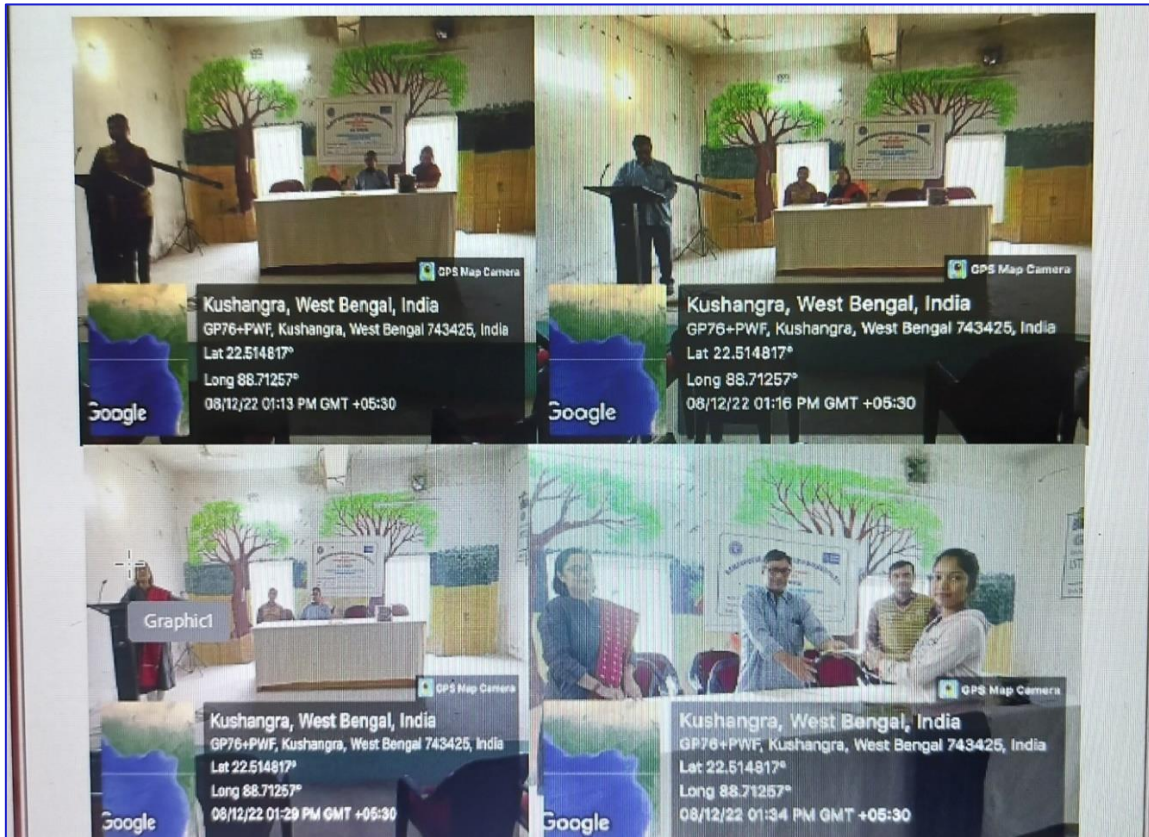 GPS Map Camera
Kushangra, West Bengal, India
GP76+PWF, Kushangra, West Bengal 743425, India
Lat 22.514817°
Long 88.71257°
08/12/22 01:13 PM GMT +05:30
Google
GPS Map Camera
Kushangra, West Bengal, India
GP76+PWF, Kushangra, West Bengal 743425, India
Lat 22.514817°
Long 88.71257°
08/12/22 01:16 PM GMT +05:30
Google
Graphic1
GPS Map Camera
Kushangra, West Bengal, India
GP76+PWF, Kushangra, West Bengal 743425, India
Lat 22.514817°
Long 88.71257°
08/12/22 01:29 PM GMT +05:30
Google
GPS Map Camera
Kushangra, West Bengal, India
GP76+PWF, Kushangra, West Bengal 743425, India
Lat 22.514817°
Long 88.71257°
08/12/22 01:34 PM GMT +05:30
Google